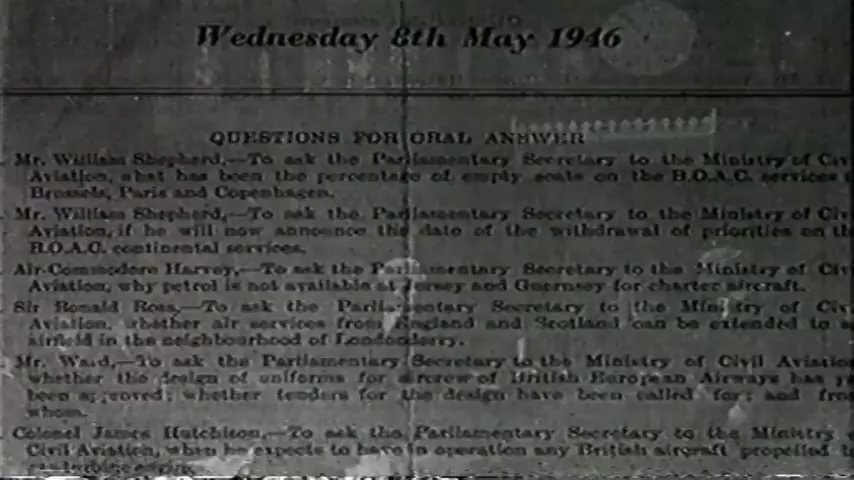 Wednesday 8th May 1946
QUESTIONS FOR ORAL ANSWER
Mr. William Shepherd,—To ask the Parliamentary Secretary to the Ministry of Civ
Aviation, what has been the percentage of empty seats on the B.O.A.C. services
Brussels, Paris and Copenhagen.
Mr. William Shepherd,—To ask the Parliamentary Secretary to the Ministry of Civi
Aviation, if he will now announce the date of the withdrawal of priorities on th
B.O.A.C. continental services.
Air-Commodore Harvey,—To ask the Parliamentary Secretary to the Ministry of Civi
Aviation, why petrol is not available at Jersey and Guernsey for charter aircraft.
Sir Ronald Ross,—To ask the Parliamentary Secretary to the Ministry of Civi
Aviation, whether air services from England and Scotland can be extended to a
airfield in the neighbourhood of Londonderry.
Mr. Ward,—To ask the Parliamentary Secretary to the Ministry of Civil Aviation
whether the design of uniforms for aircrew of British European Airways has ye
been approved; whether tenders for the design have been called for; and from
whom.
Colonel James Hutchison,—To ask the Parliamentary Secretary to the Ministry
Civil Aviation, when he expects to have in operation any British aircraft propelled b